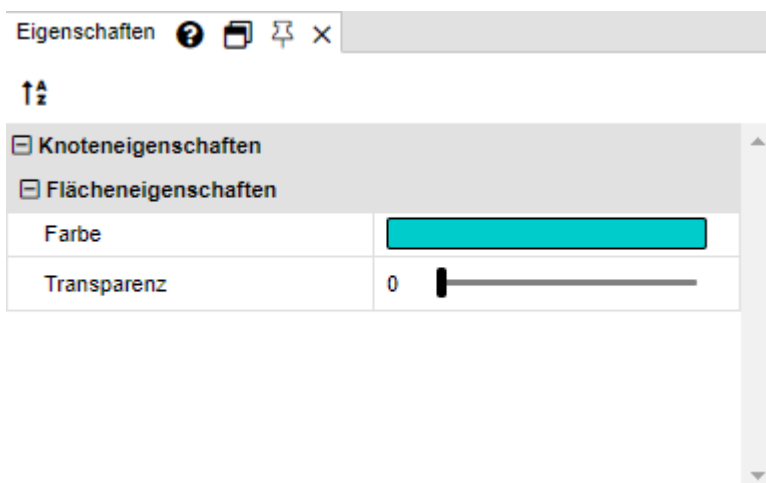 Eigenschaften
Knoteneigenschaften
Flächeneigenschaften
Farbe
Transparenz 0